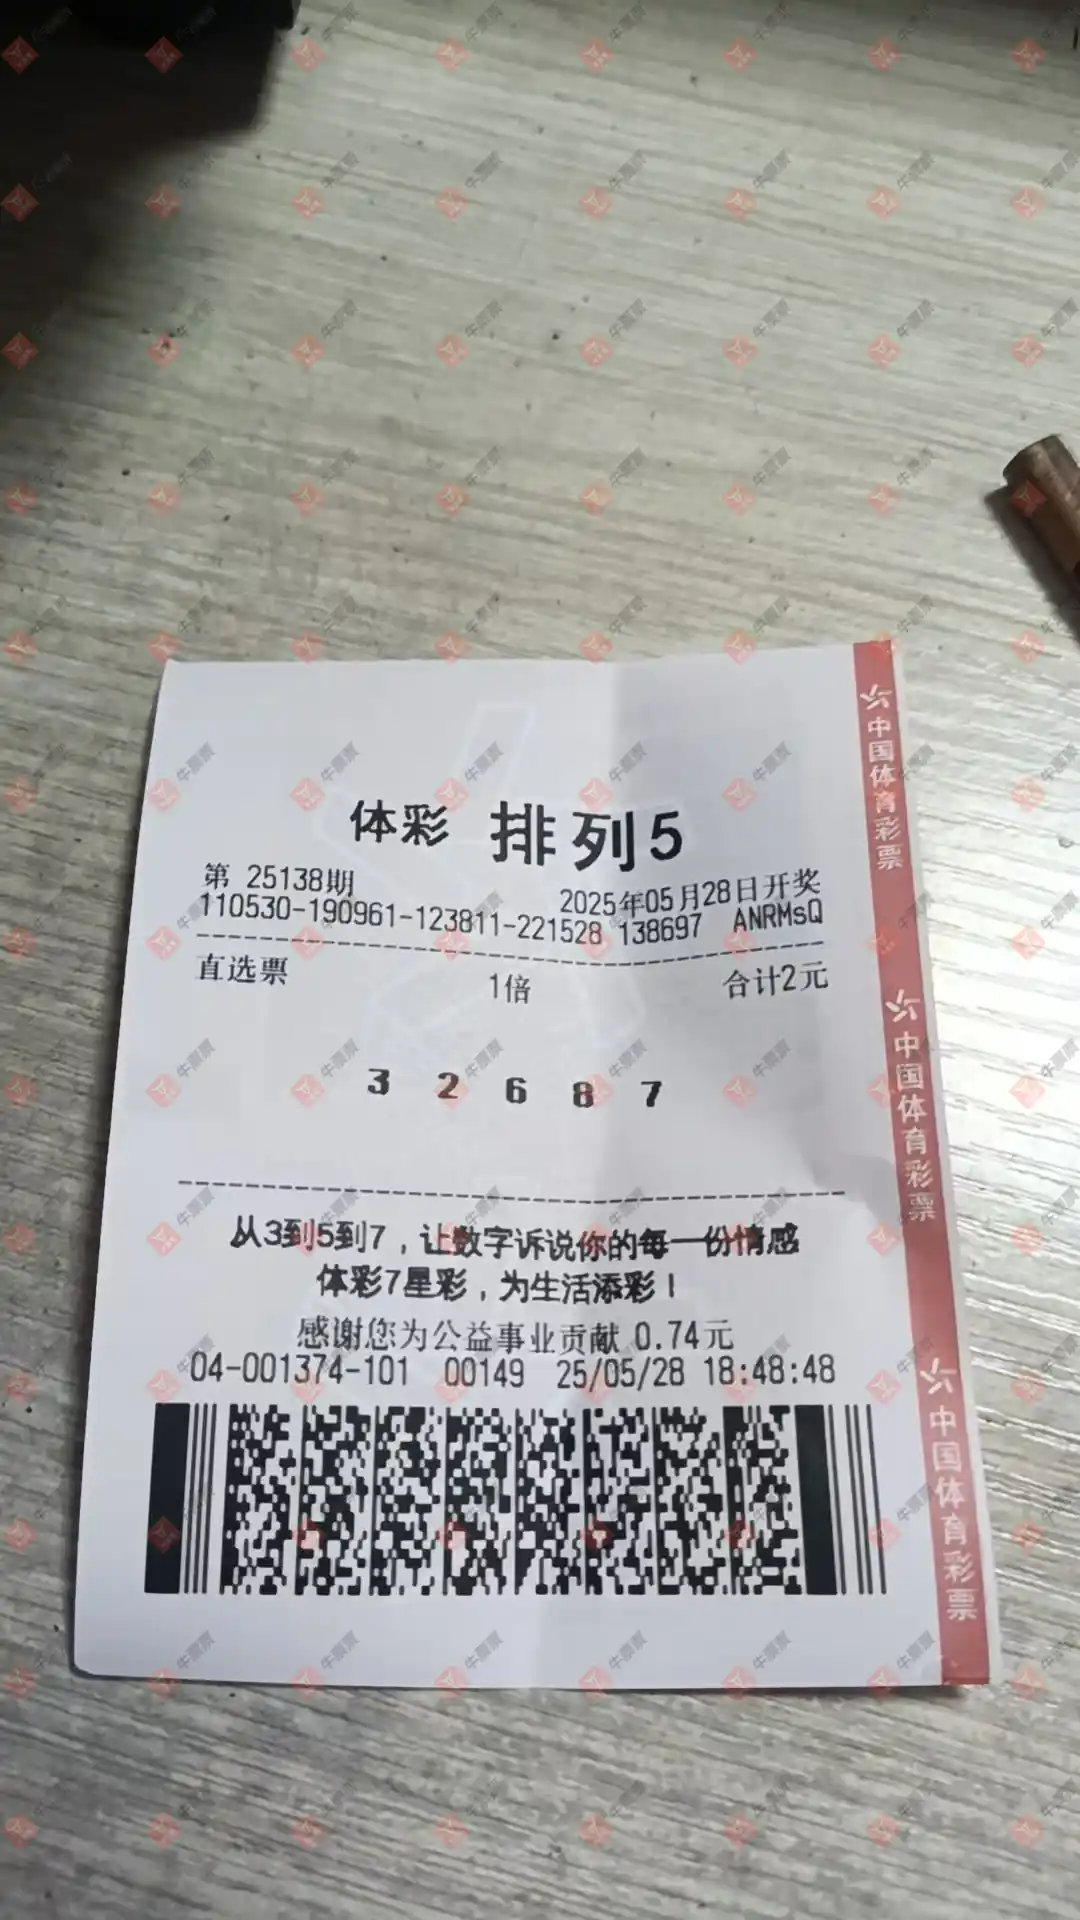 体彩 排列5
第 25138期 2025年05月28日开奖
110530-190961-123811-221528 138697 ANRMsQ
直选票 1倍 合计2元
3 2 6 8 7
从3到5到7，让数字诉说你的每一份情感
体彩7星彩，为生活添彩！
感谢您为公益事业贡献 0.74元
04-001374-101 00149 25/05/28 18:48:48
中国体育彩票
中国体育彩票
中国体育彩票
牛票票